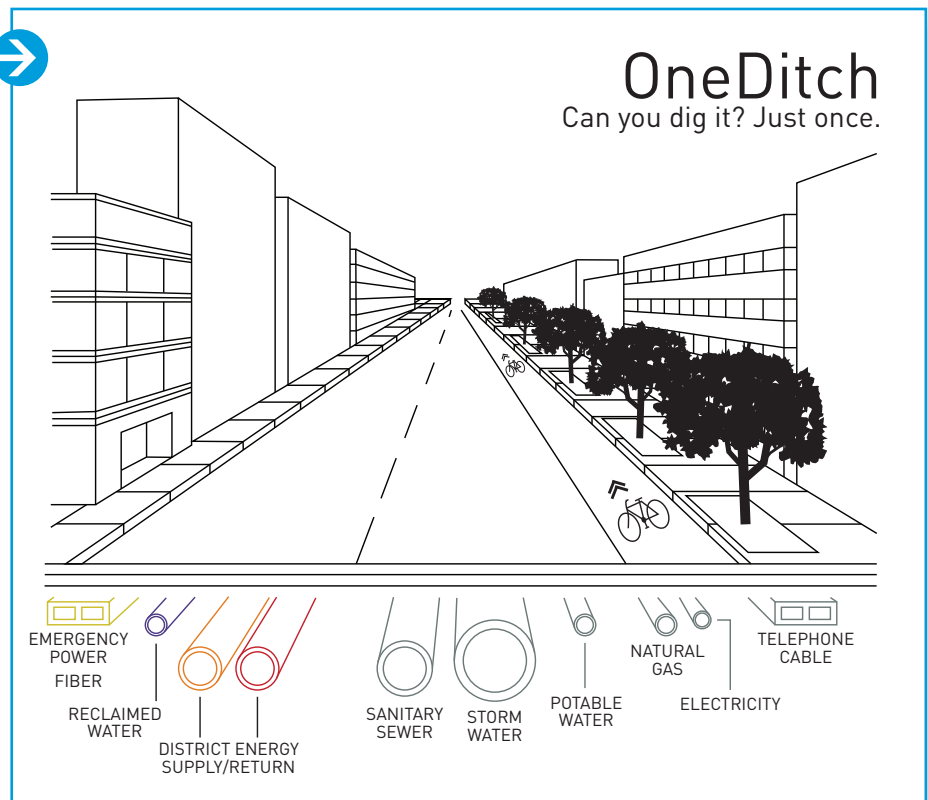 OneDitch
Can you dig it? Just once.
EMERGENCY
POWER
FIBER
RECLAIMED
WATER
DISTRICT ENERGY
SUPPLY/RETURN
SANITARY
SEWER
STORM
WATER
POTABLE
WATER
NATURAL
GAS
ELECTRICITY
TELEPHONE
CABLE